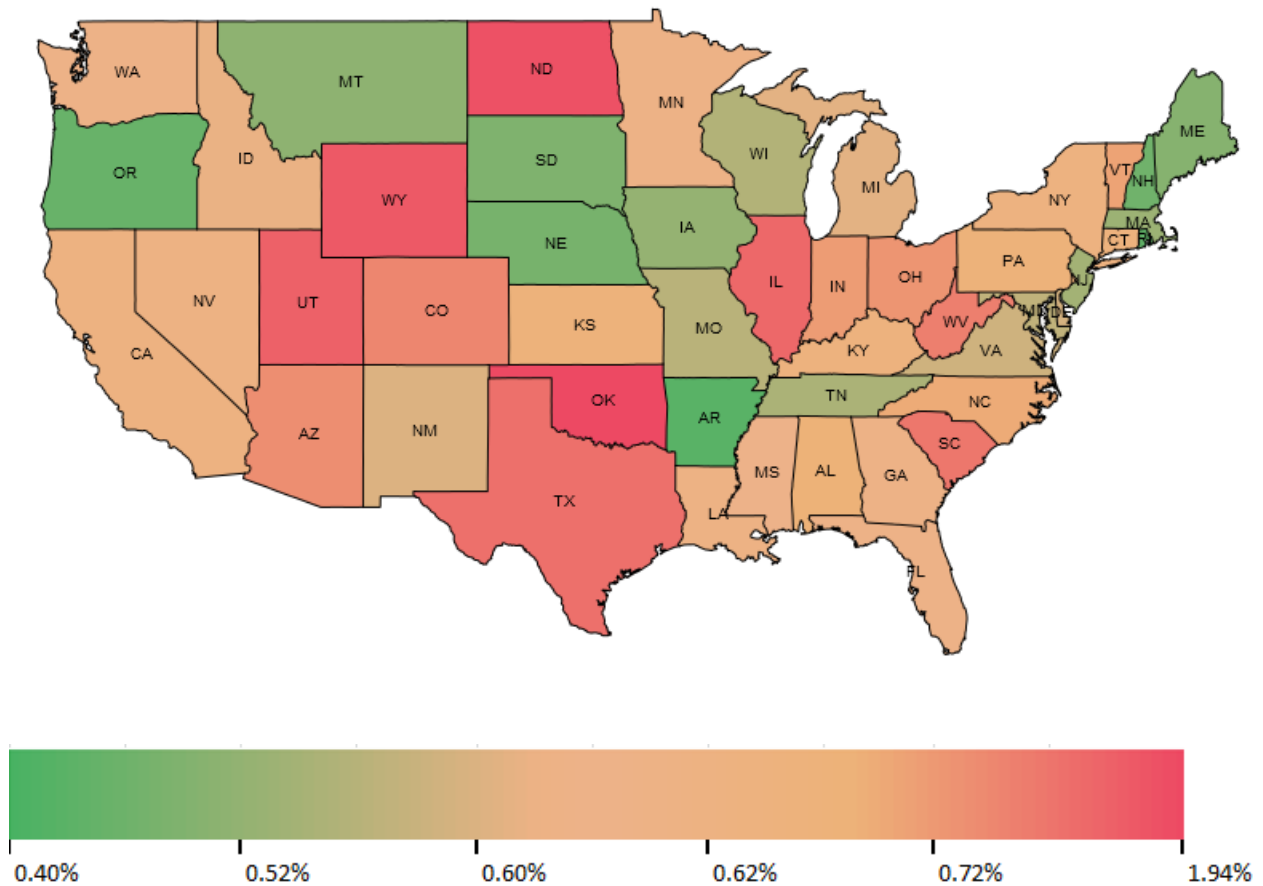 WA
MT
ND
MN
ME
OR
ID
SD
WI
MI
VT
NH
WY
NY
MA
NE
IA
CT
PA
NV
UT
CO
KS
MO
IL
IN
OH
NJ
MD
DE
WV
VA
CA
KY
AZ
NM
OK
AR
TN
NC
SC
TX
MS
AL
GA
LA
FL
0.40%
0.52%
0.60%
0.62%
0.72%
1.94%